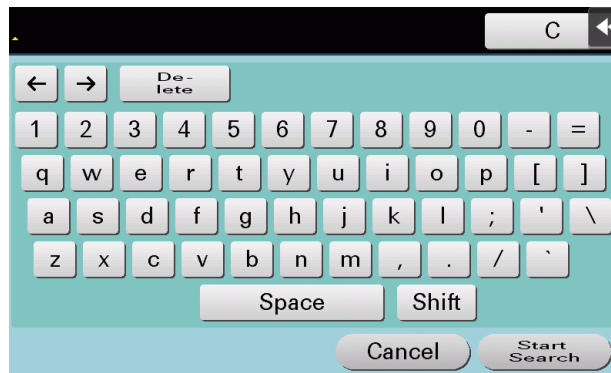 C
← → De-
lete
1 2 3 4 5 6 7 8 9 0 - =
q w e r t y u i o p [ ]
a s d f g h j k l ; ' \
z x c v b n m , . / `
Space Shift
Cancel Start
Search